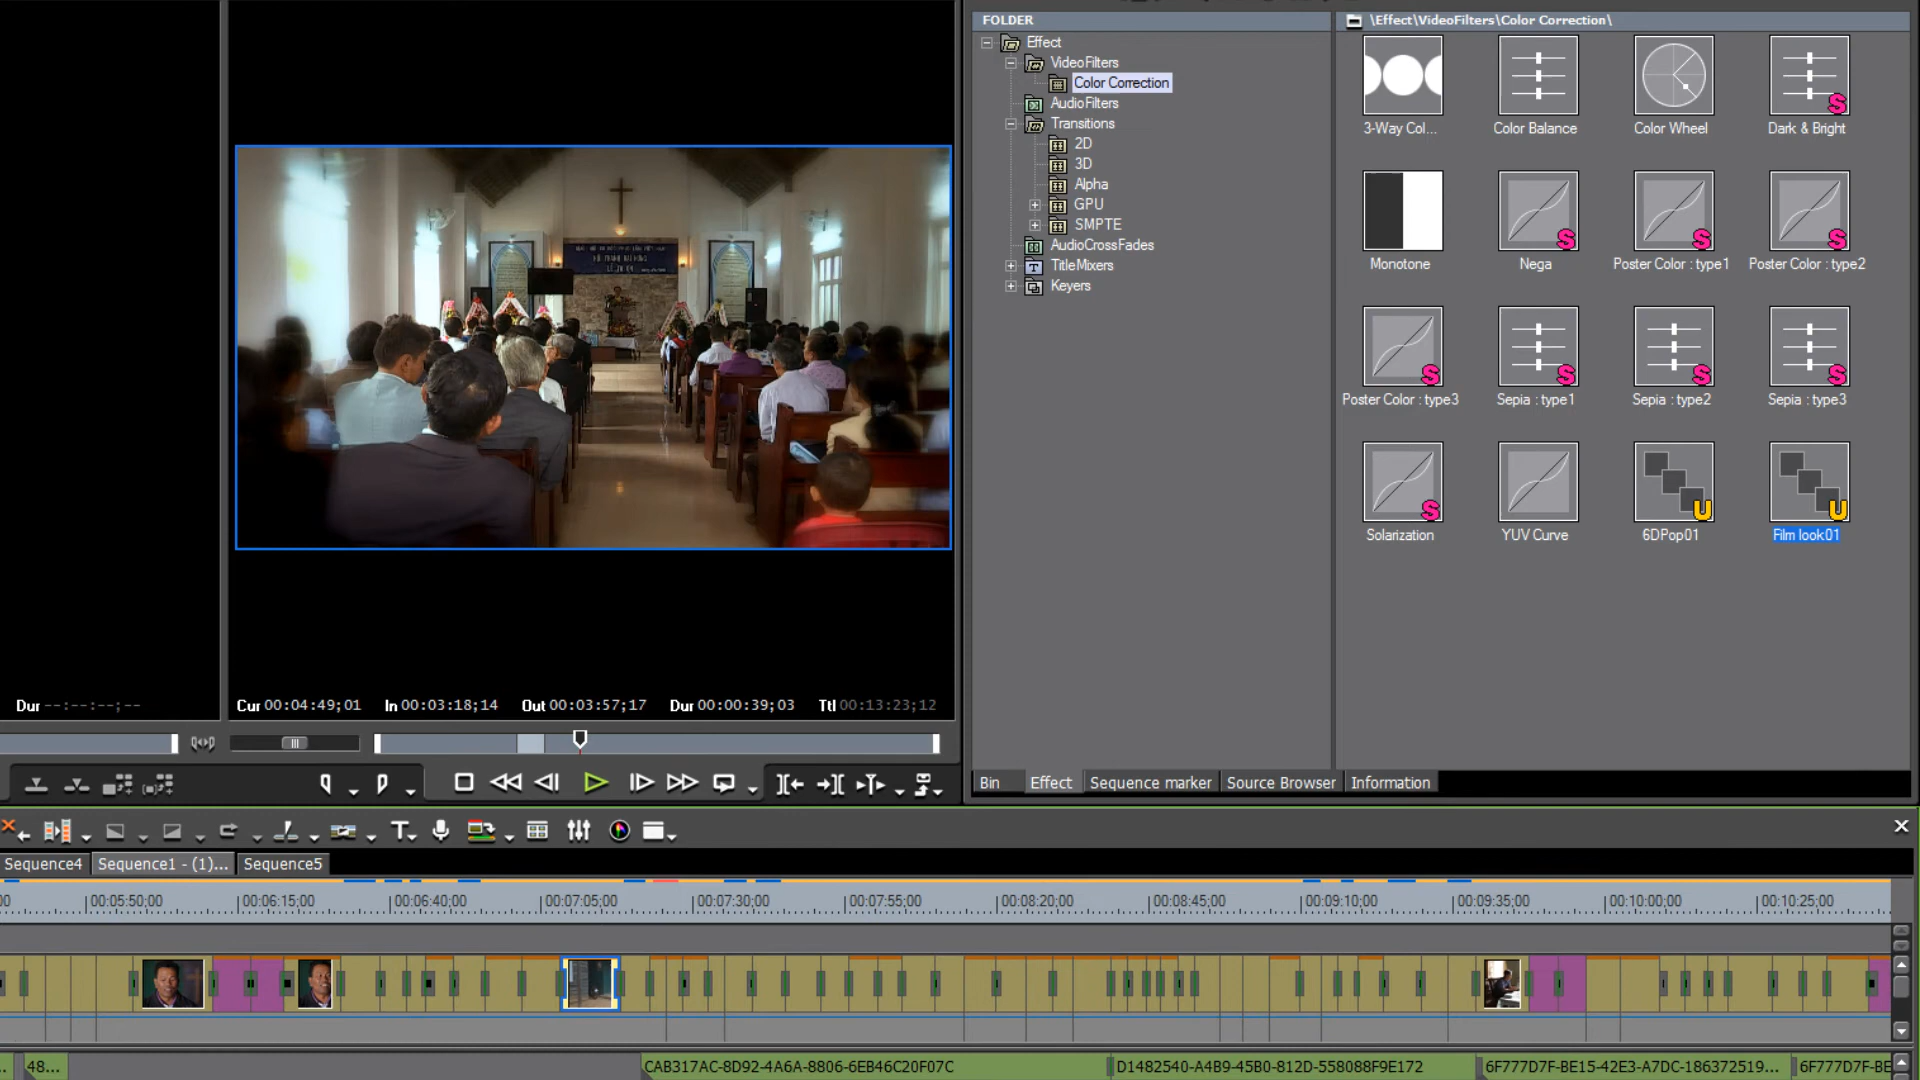 FOLDER
\Effect\VideoFilters\Color Correction\
Effect
VideoFilters
Color Correction
AudioFilters
Transitions
2D
3D
Alpha
GPU
SMPTE
AudioCrossFades
TitleMixers
Keyers
3-Way Col...
Color Balance
Color Wheel
Dark & Bright
Monotone
Nega
Poster Color : type1
Poster Color : type2
Poster Color : type3
Sepia : type1
Sepia : type2
Sepia : type3
Solarization
YUV Curve
6DPop01
Film look01
Dur --:--:--;--
Cur 00:04:49;01 In 00:03:18;14 Out 00:03:57;17 Dur 00:00:39;03 Ttl 00:13:23;12
Bin Effect Sequence marker Source Browser Information
Sequence4 Sequence1 - (1)... Sequence5
00:05:50;00 00:06:15;00 00:06:40;00 00:07:05;00 00:07:30;00 00:07:55;00 00:08:20;00 00:08:45;00 00:09:10;00 00:09:35;00 00:10:00;00 00:10:25;00
48... CAB317AC-8D92-4A6A-8806-6EB46C20F07C D1482540-A4B9-45B0-812D-558088F9E172 6F777D7F-BE15-42E3-A7DC-186372519... 6F777D7F-BE